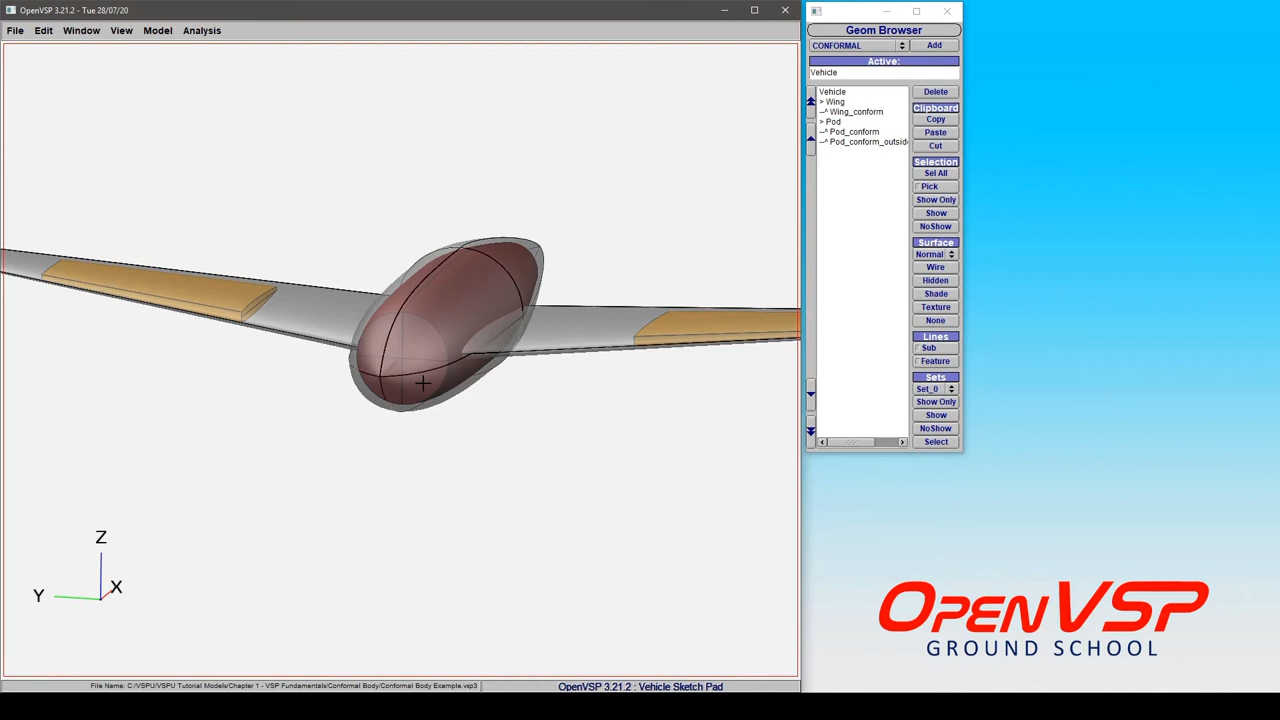 OpenVSP 3.21.2 - Tue 28/07/20
File Edit Window View Model Analysis
Z
Y
X
File Name: C:/VSPU/VSPU Tutorial Models/Chapter 1 - VSP Fundamentals/Conformal Body/Conformal Body Example.vsp3
OpenVSP 3.21.2 : Vehicle Sketch Pad
Geom Browser
CONFORMAL
Add
Active:
Vehicle
Vehicle
> Wing
--^ Wing_conform
> Pod
--^ Pod_conform
--^ Pod_conform_outsid
Delete
Clipboard
Copy
Paste
Cut
Selection
Sel All
Pick
Show Only
Show
NoShow
Surface
Normal
Wire
Hidden
Shade
Texture
None
Lines
Sub
Feature
Sets
Set_0
Show Only
Show
NoShow
Select
OPENVSP
GROUND SCHOOL